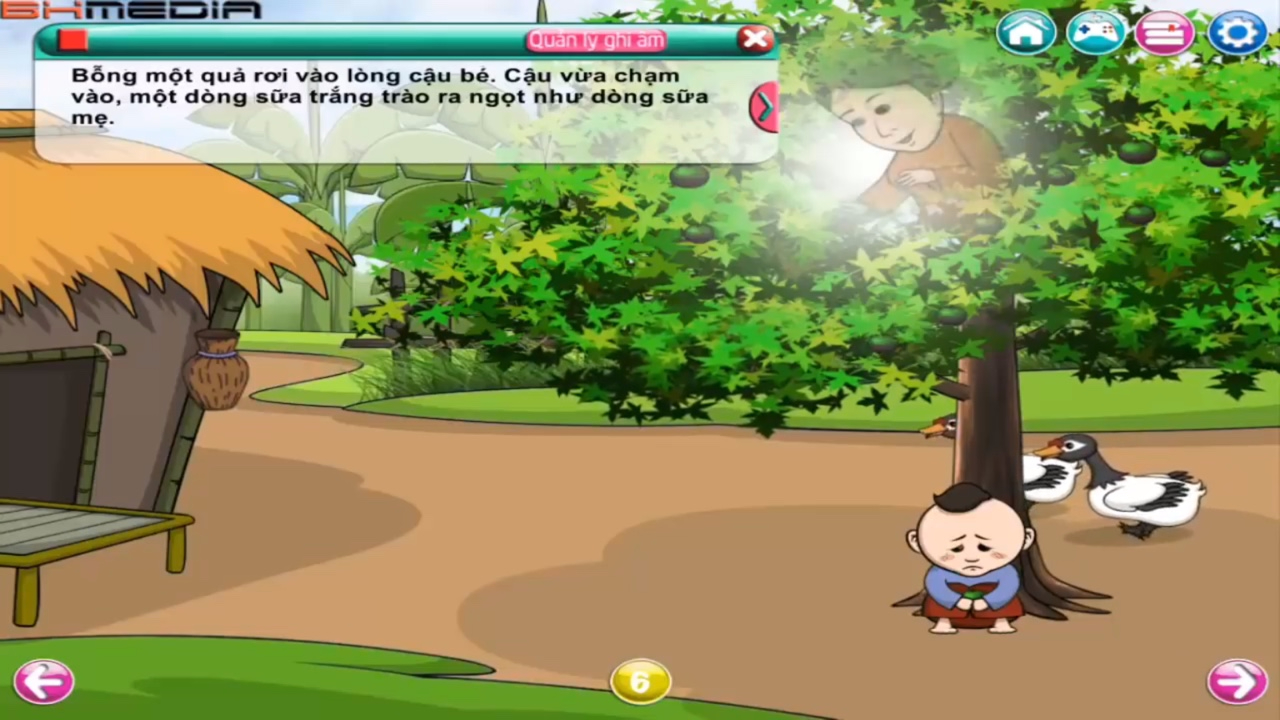 BHMEDIA
Quản lý ghi âm
Bỗng một quả rơi vào lòng cậu bé. Cậu vừa chạm
vào, một dòng sữa trắng trào ra ngọt như dòng sữa
mẹ.
6